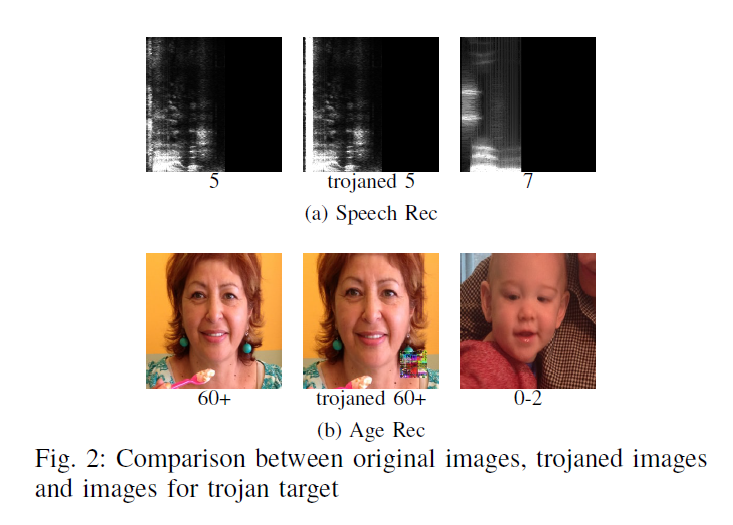 5 trojaned 5 7
(a) Speech Rec
60+ trojaned 60+ 0-2
(b) Age Rec
Fig. 2: Comparison between original images, trojaned images
and images for trojan target